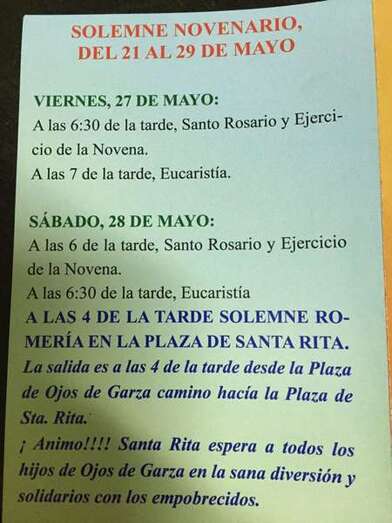 SOLEMNE NOVENARIO,
DEL 21 AL 29 DE MAYO
VIERNES, 27 DE MAYO:
A las 6:30 de la tarde, Santo Rosario y Ejerci-
cio de la Novena.
A las 7 de la tarde, Eucaristía.
SÁBADO, 28 DE MAYO:
A las 6 de la tarde, Santo Rosario y Ejercicio
de la Novena.
A las 6:30 de la tarde, Eucaristía
A LAS 4 DE LA TARDE SOLEMNE RO-
MERÍA EN LA PLAZA DE SANTA RITA.
La salida es a las 4 de la tarde desde la Plaza
de Ojos de Garza camino hacía la Plaza de
Sta. Rita.
¡ Animo!!!! Santa Rita espera a todos los
hijos de Ojos de Garza en la sana diversión y
solidarios con los empobrecidos.